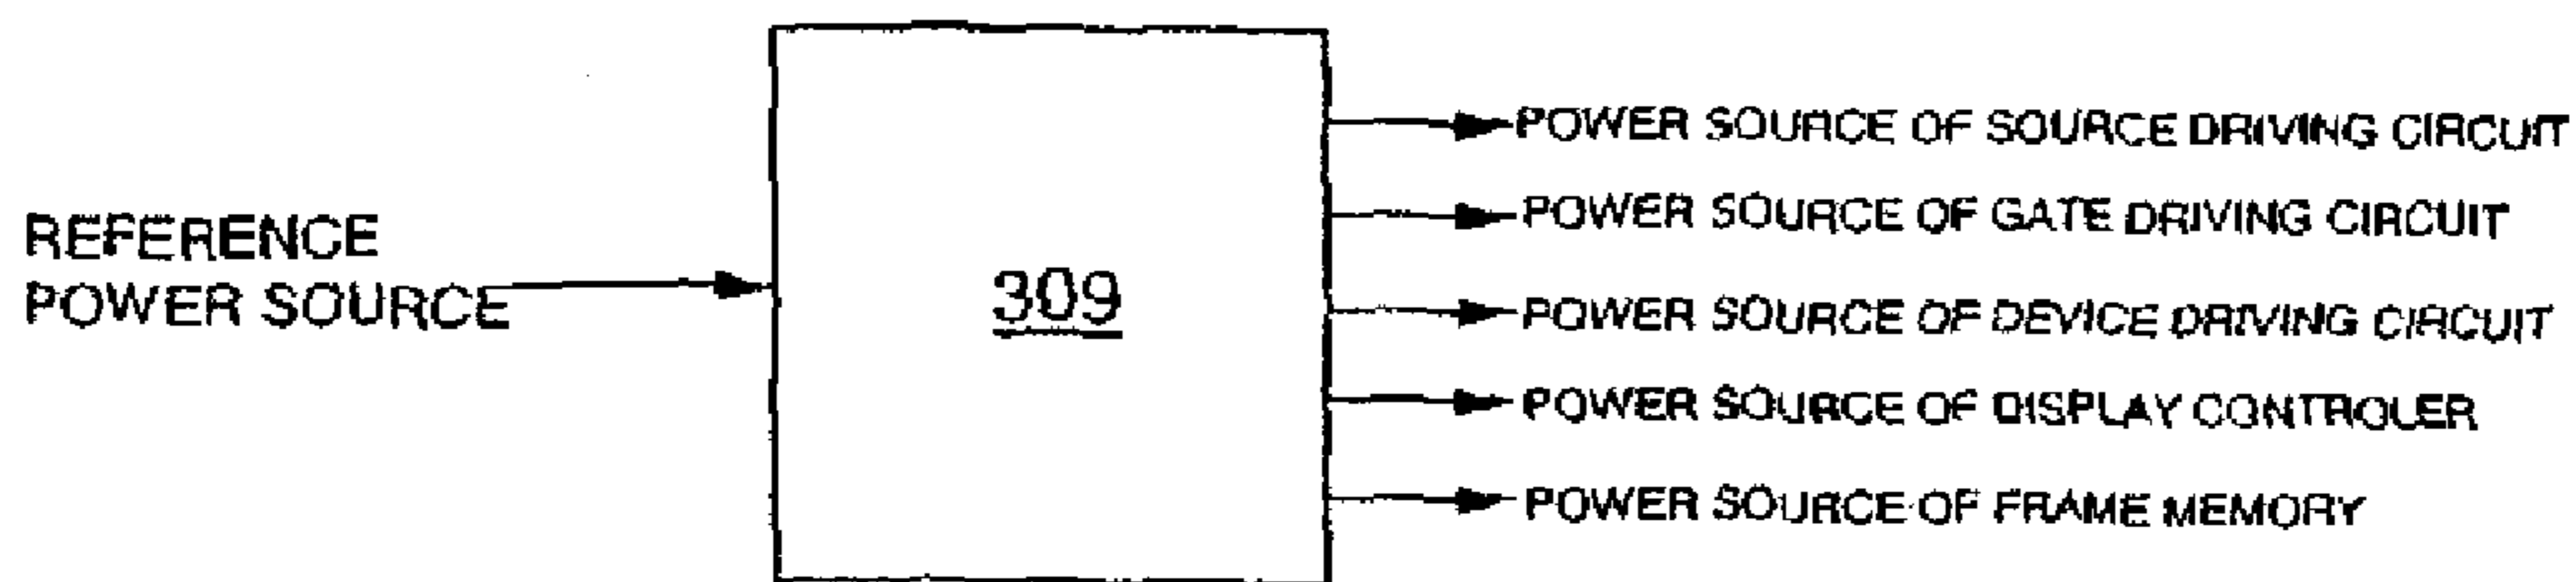 REFERENCE
POWER SOURCE
309
POWER SOURCE OF SOURCE DRIVING CIRCUIT
POWER SOURCE OF GATE DRIVING CIRCUIT
POWER SOURCE OF DEVICE DRIVING CIRCUIT
POWER SOURCE OF DISPLAY CONTROLER
POWER SOURCE OF FRAME MEMORY